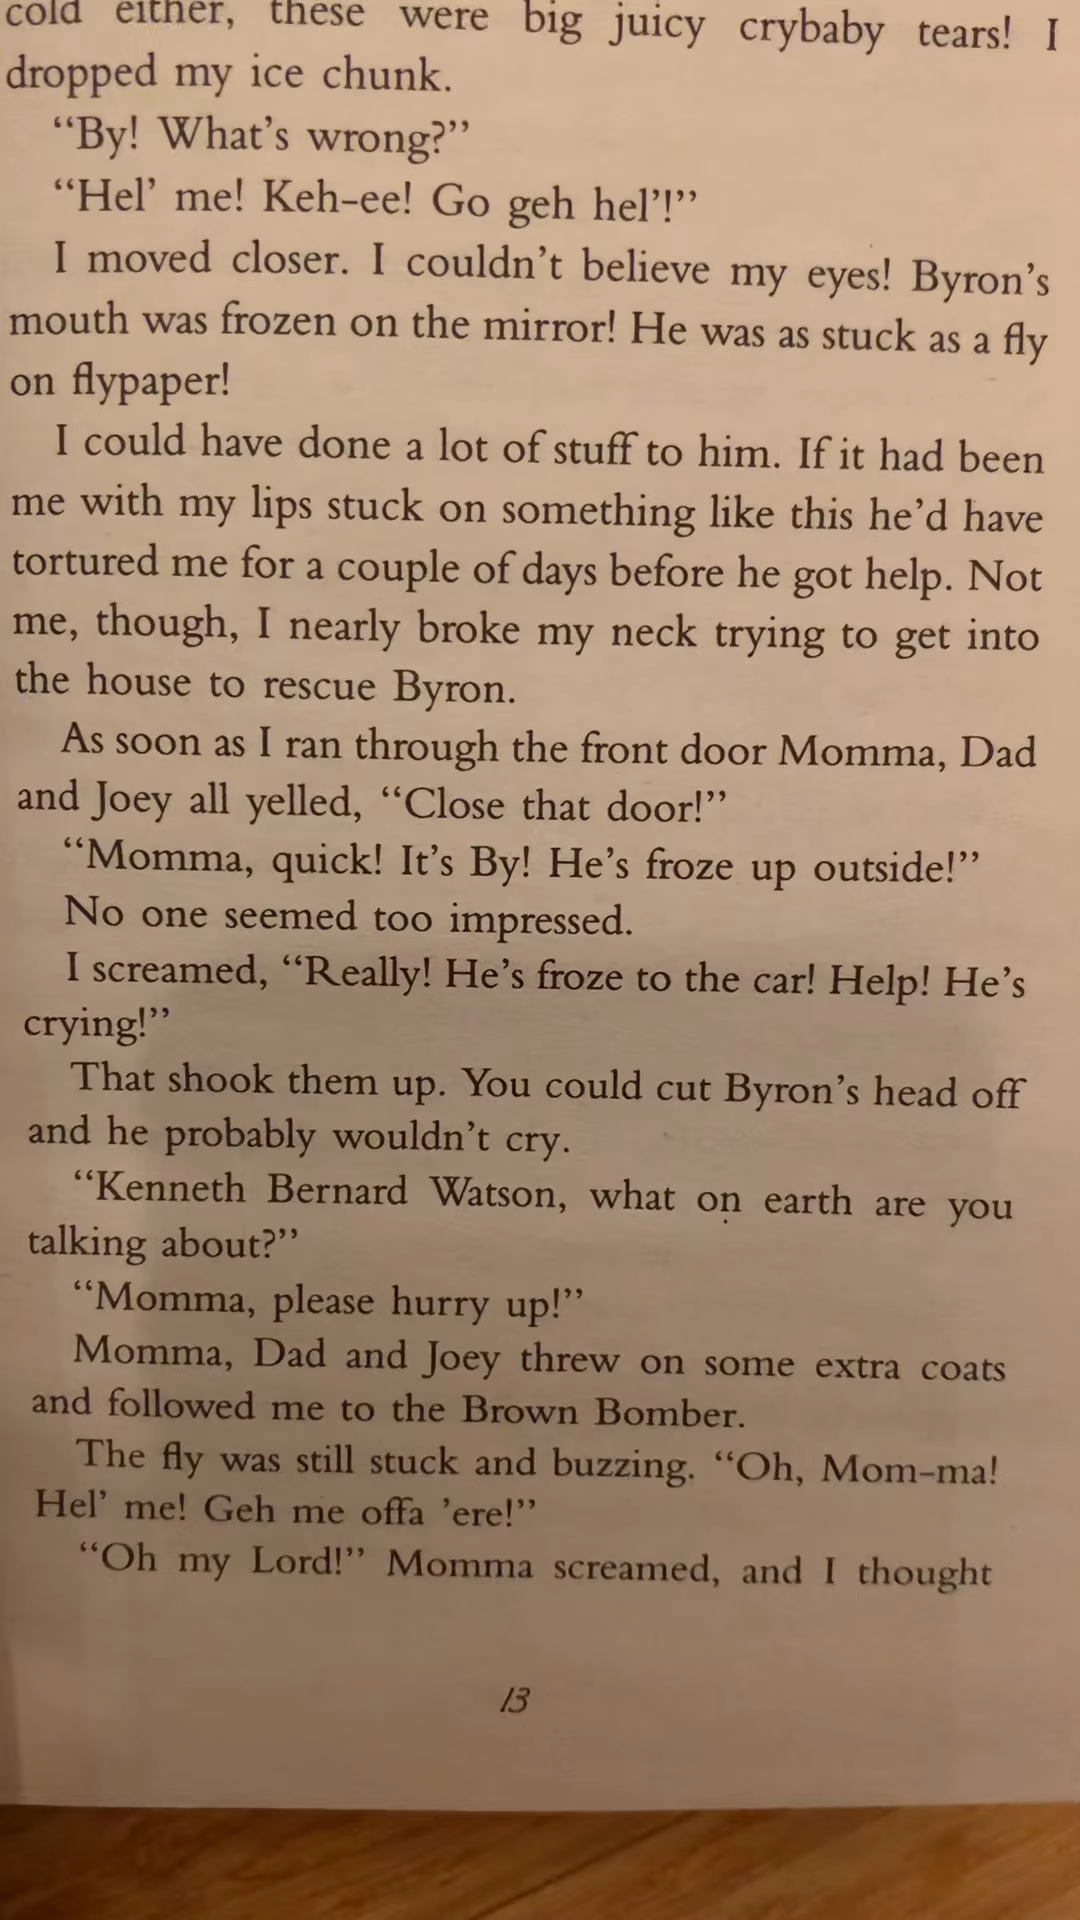 cold either, these were big juicy crybaby tears! I
dropped my ice chunk.
“By! What’s wrong?”
“Hel’ me! Keh-ee! Go geh hel’!”
I moved closer. I couldn’t believe my eyes! Byron’s
mouth was frozen on the mirror! He was as stuck as a fly
on flypaper!
I could have done a lot of stuff to him. If it had been
me with my lips stuck on something like this he’d have
tortured me for a couple of days before he got help. Not
me, though, I nearly broke my neck trying to get into
the house to rescue Byron.
As soon as I ran through the front door Momma, Dad
and Joey all yelled, “Close that door!”
“Momma, quick! It’s By! He’s froze up outside!”
No one seemed too impressed.
I screamed, “Really! He’s froze to the car! Help! He’s
crying!”
That shook them up. You could cut Byron’s head off
and he probably wouldn’t cry.
“Kenneth Bernard Watson, what on earth are you
talking about?”
“Momma, please hurry up!”
Momma, Dad and Joey threw on some extra coats
and followed me to the Brown Bomber.
The fly was still stuck and buzzing. “Oh, Mom-ma!
Hel’ me! Geh me offa ’ere!”
“Oh my Lord!” Momma screamed, and I thought
13